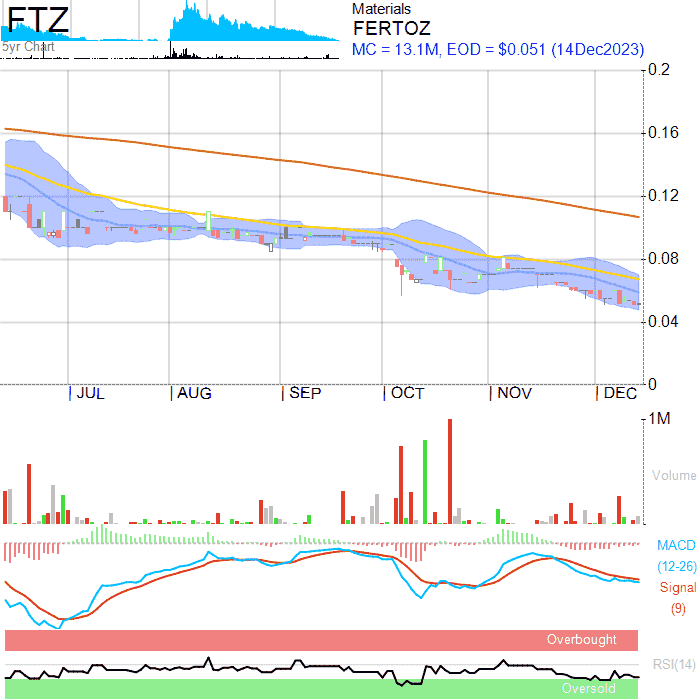 FTZ
5yr Chart
Materials
FERTOZ
MC = 13.1M, EOD = $0.051 (14Dec2023)
0.2
0.16
0.12
0.08
0.04
0
JUL AUG SEP OCT NOV DEC
1M
Volume
MACD
(12-26)
Signal
(9)
Overbought
RSI(14)
Oversold